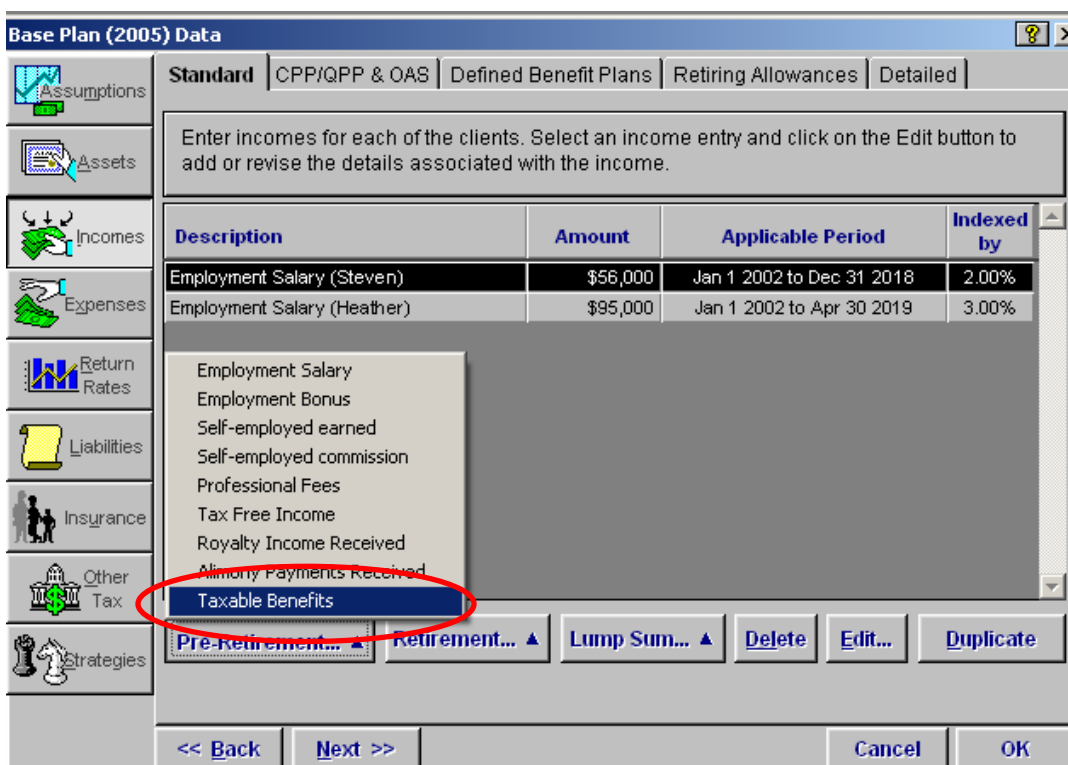 Base Plan (2005) Data
Assumptions
Assets
Incomes
Expenses
Return
Rates
Liabilities
Insurance
Other
Tax
Strategies
Standard CPP/QPP & OAS Defined Benefit Plans Retiring Allowances Detailed
Enter incomes for each of the clients. Select an income entry and click on the Edit button to
add or revise the details associated with the income.
Description Amount Applicable Period Indexed by
Employment Salary (Steven) $56,000 Jan 1 2002 to Dec 31 2018 2.00%
Employment Salary (Heather) $95,000 Jan 1 2002 to Apr 30 2019 3.00%
Employment Salary
Employment Bonus
Self-employed earned
Self-employed commission
Professional Fees
Tax Free Income
Royalty Income Received
Alimony Payments Received
Taxable Benefits
Pre-Retirement... ▲ Retirement... ▲ Lump Sum... ▲ Delete Edit... Duplicate
<< Back Next >> Cancel OK